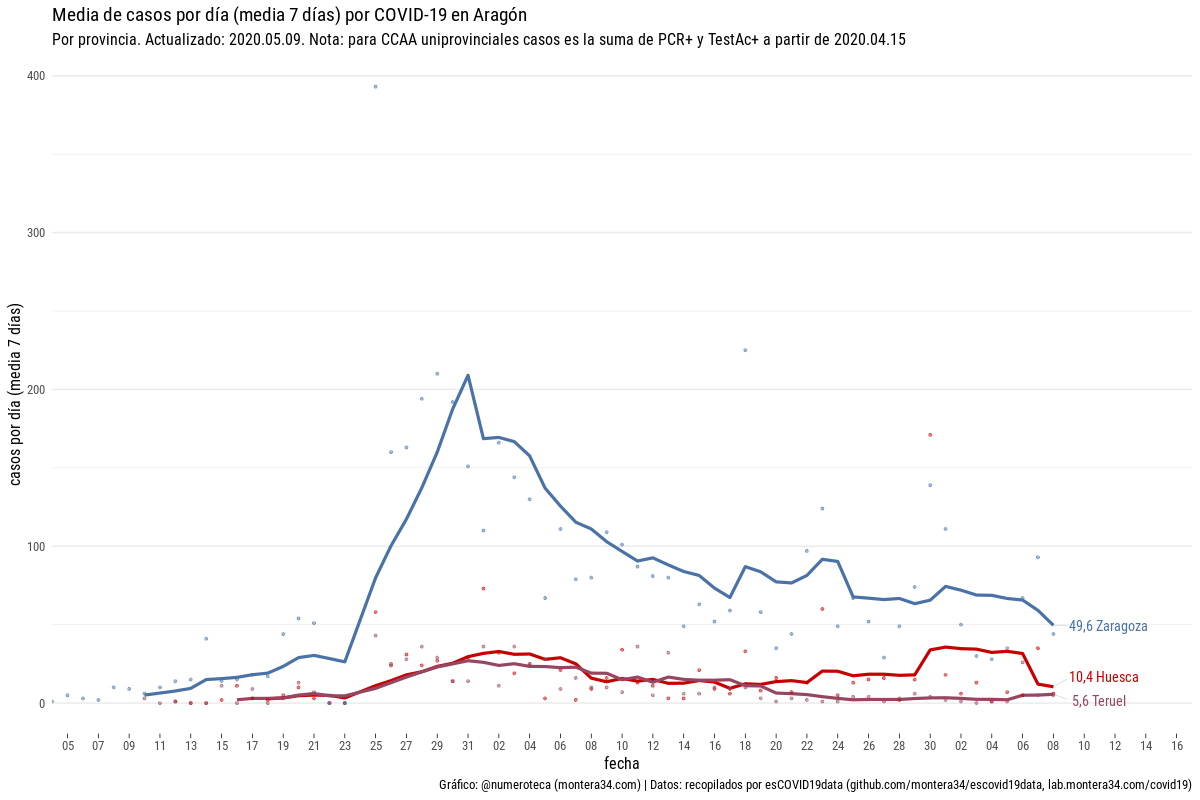 Media de casos por día (media 7 días) por COVID-19 en Aragón
Por provincia. Actualizado: 2020.05.09. Nota: para CCAA uniprovinciales casos es la suma de PCR+ y TestAc+ a partir de 2020.04.15
casos por día (media 7 días)
400
300
200
100
0
49,6 Zaragoza
10,4 Huesca
5,6 Teruel
05 07 09 11 13 15 17 19 21 23 25 27 29 31 02 04 06 08 10 12 14 16 18 20 22 24 26 28 30 02 04 06 08 10 12 14 16
fecha
Gráfico: @numeroteca (montera34.com) | Datos: recopilados por esCOVID19data (github.com/montera34/escovid19data, lab.montera34.com/covid19)